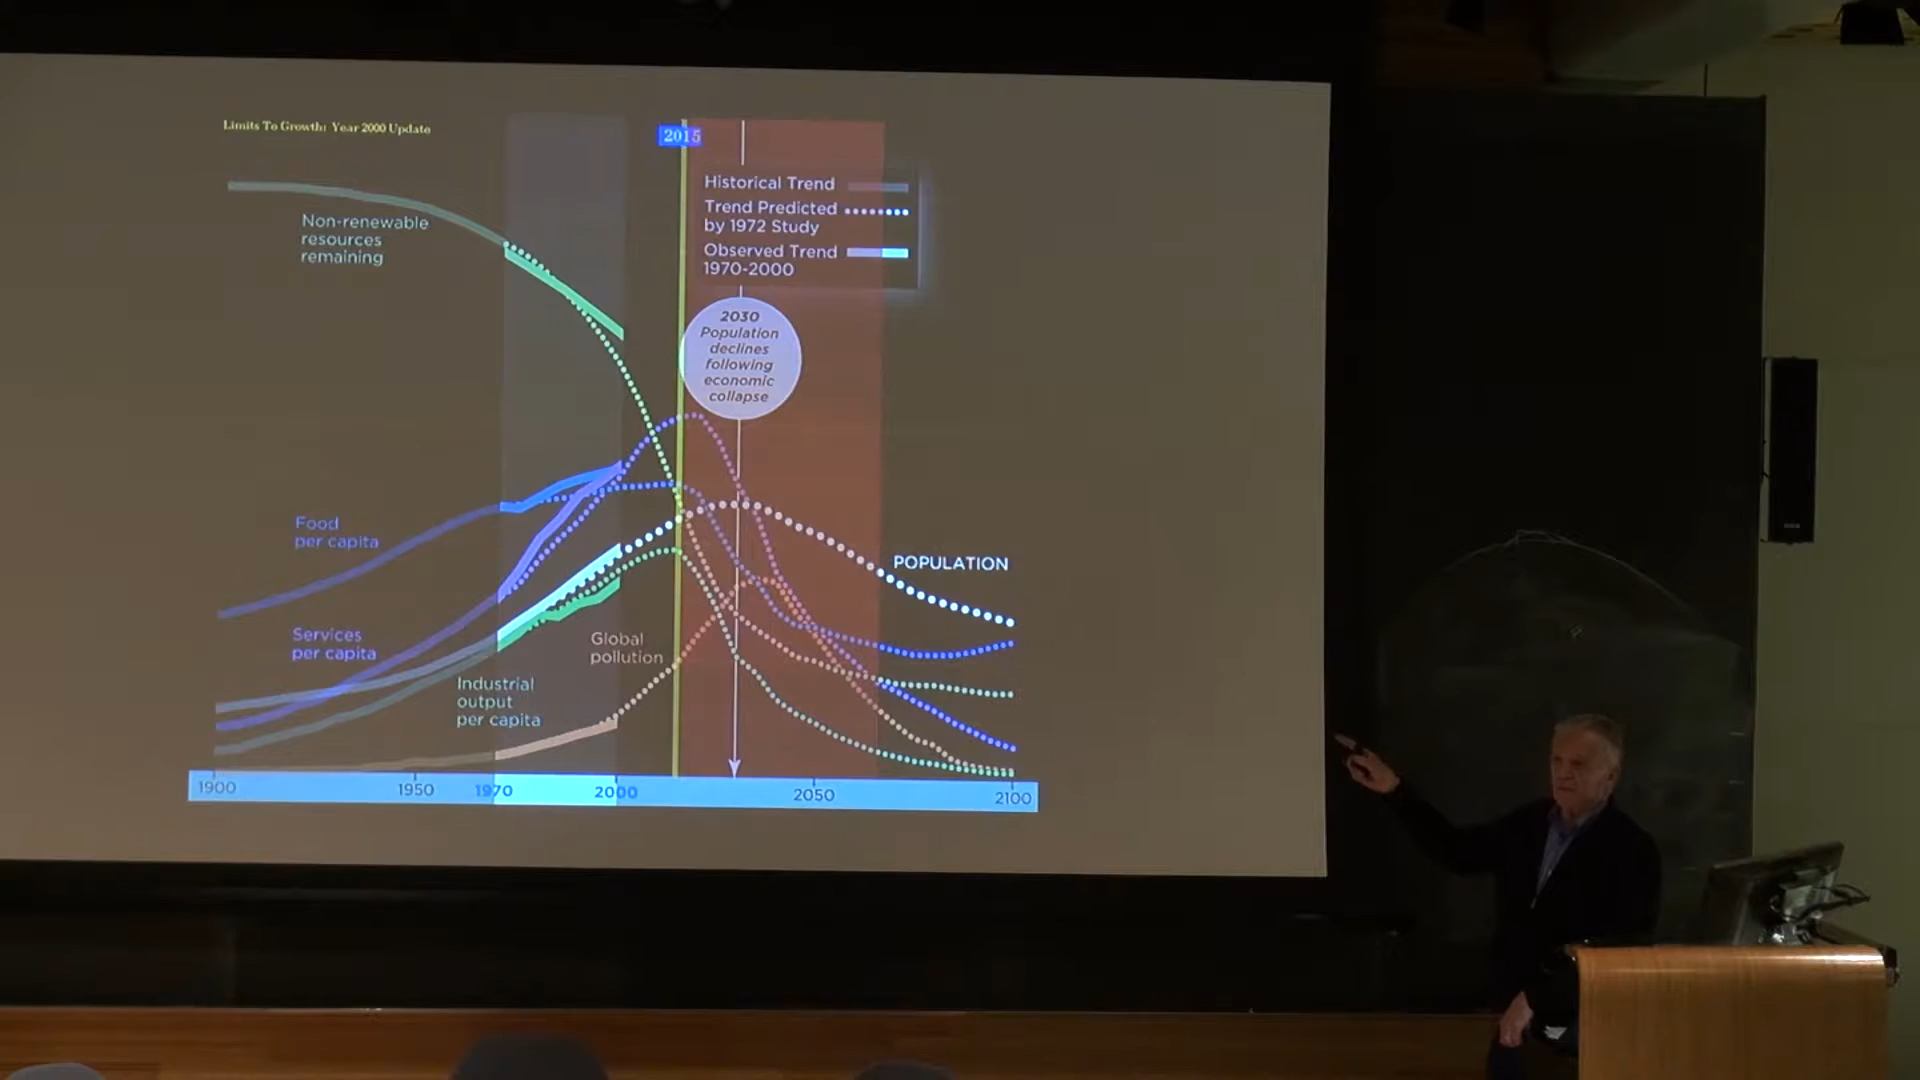 Limits To Growth: Year 2000 Update
2015
Historical Trend
Trend Predicted
by 1972 Study
Observed Trend
1970-2000
Non-renewable
resources
remaining
2030
Population
declines
following
economic
collapse
Food
per capita
POPULATION
Services
per capita
Global
pollution
Industrial
output
per capita
1900
1950
1970
2000
2050
2100